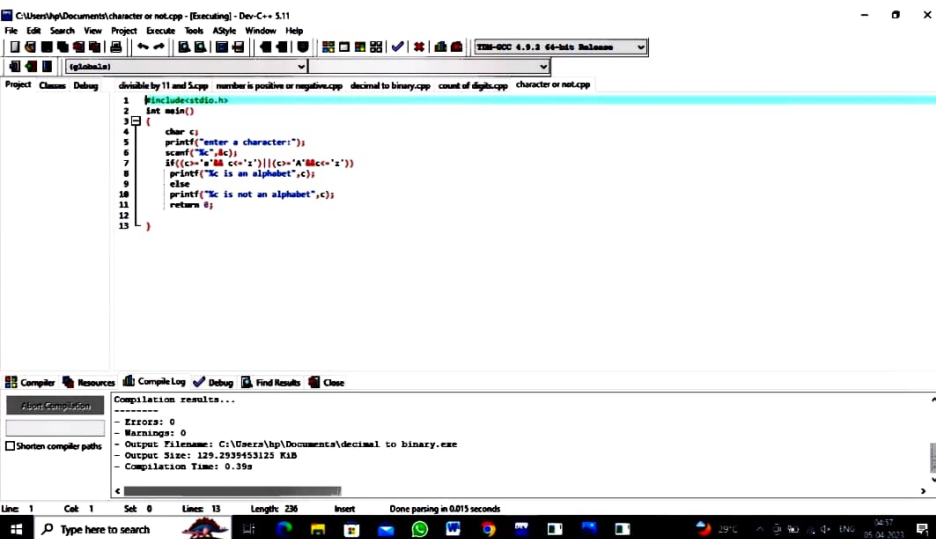 C:\Users\hp\Documents\character or not.cpp - [Executing] - Dev-C++ 5.11
File Edit Search View Project Execute Tools AStyle Window Help
TDM-GCC 4.9.2 64-bit Release
(globals)
Project Classes Debug
divisible by 11 and 5.cpp number is positive or negative.cpp decimal to binary.cpp count of digits.cpp character or not.cpp
1 #include<stdio.h>
2 int main()
3 {
4 char c;
5 printf("enter a character:");
6 scanf("%c",&c);
7 if((c>='a'&& c<='z')||(c>='A'&&c<='z'))
8 printf("%c is an alphabet",c);
9 else
10 printf("%c is not an alphabet",c);
11 return 0;
12
13 }
Compiler Resources Compile Log Debug Find Results Close
Abort Compilation
Shorten compiler paths
Compilation results...
--------
- Errors: 0
- Warnings: 0
- Output Filename: C:\Users\hp\Documents\decimal to binary.exe
- Output Size: 129.2939453125 KiB
- Compilation Time: 0.39s
Line: 1 Col: 1 Sel: 0 Lines: 13 Length: 236 Insert Done parsing in 0.015 seconds
Type here to search
29°C
ENG
04:57
05-04-2023